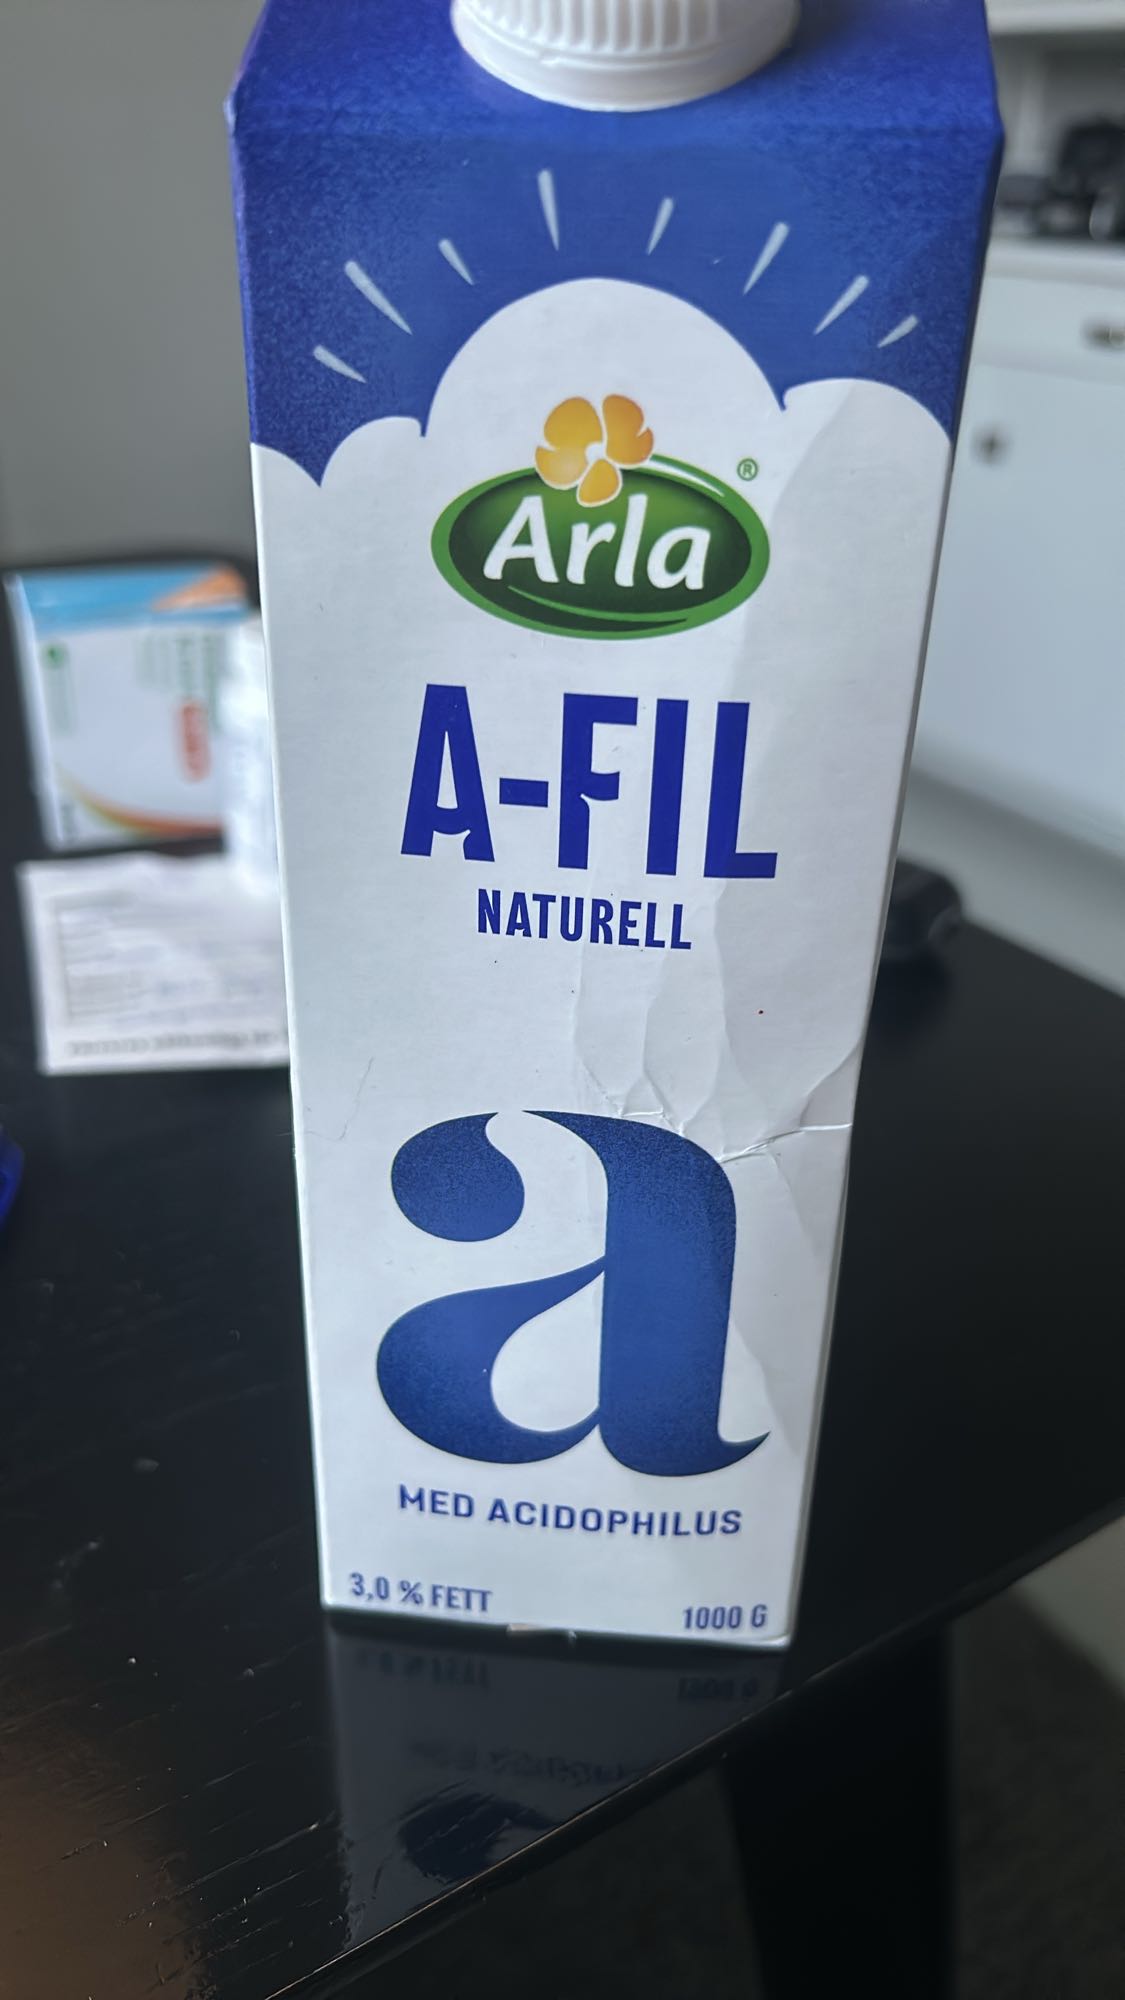 Arla ®
A-FIL
NATURELL
a
MED ACIDOPHILUS
3,0 % FETT
1000 G